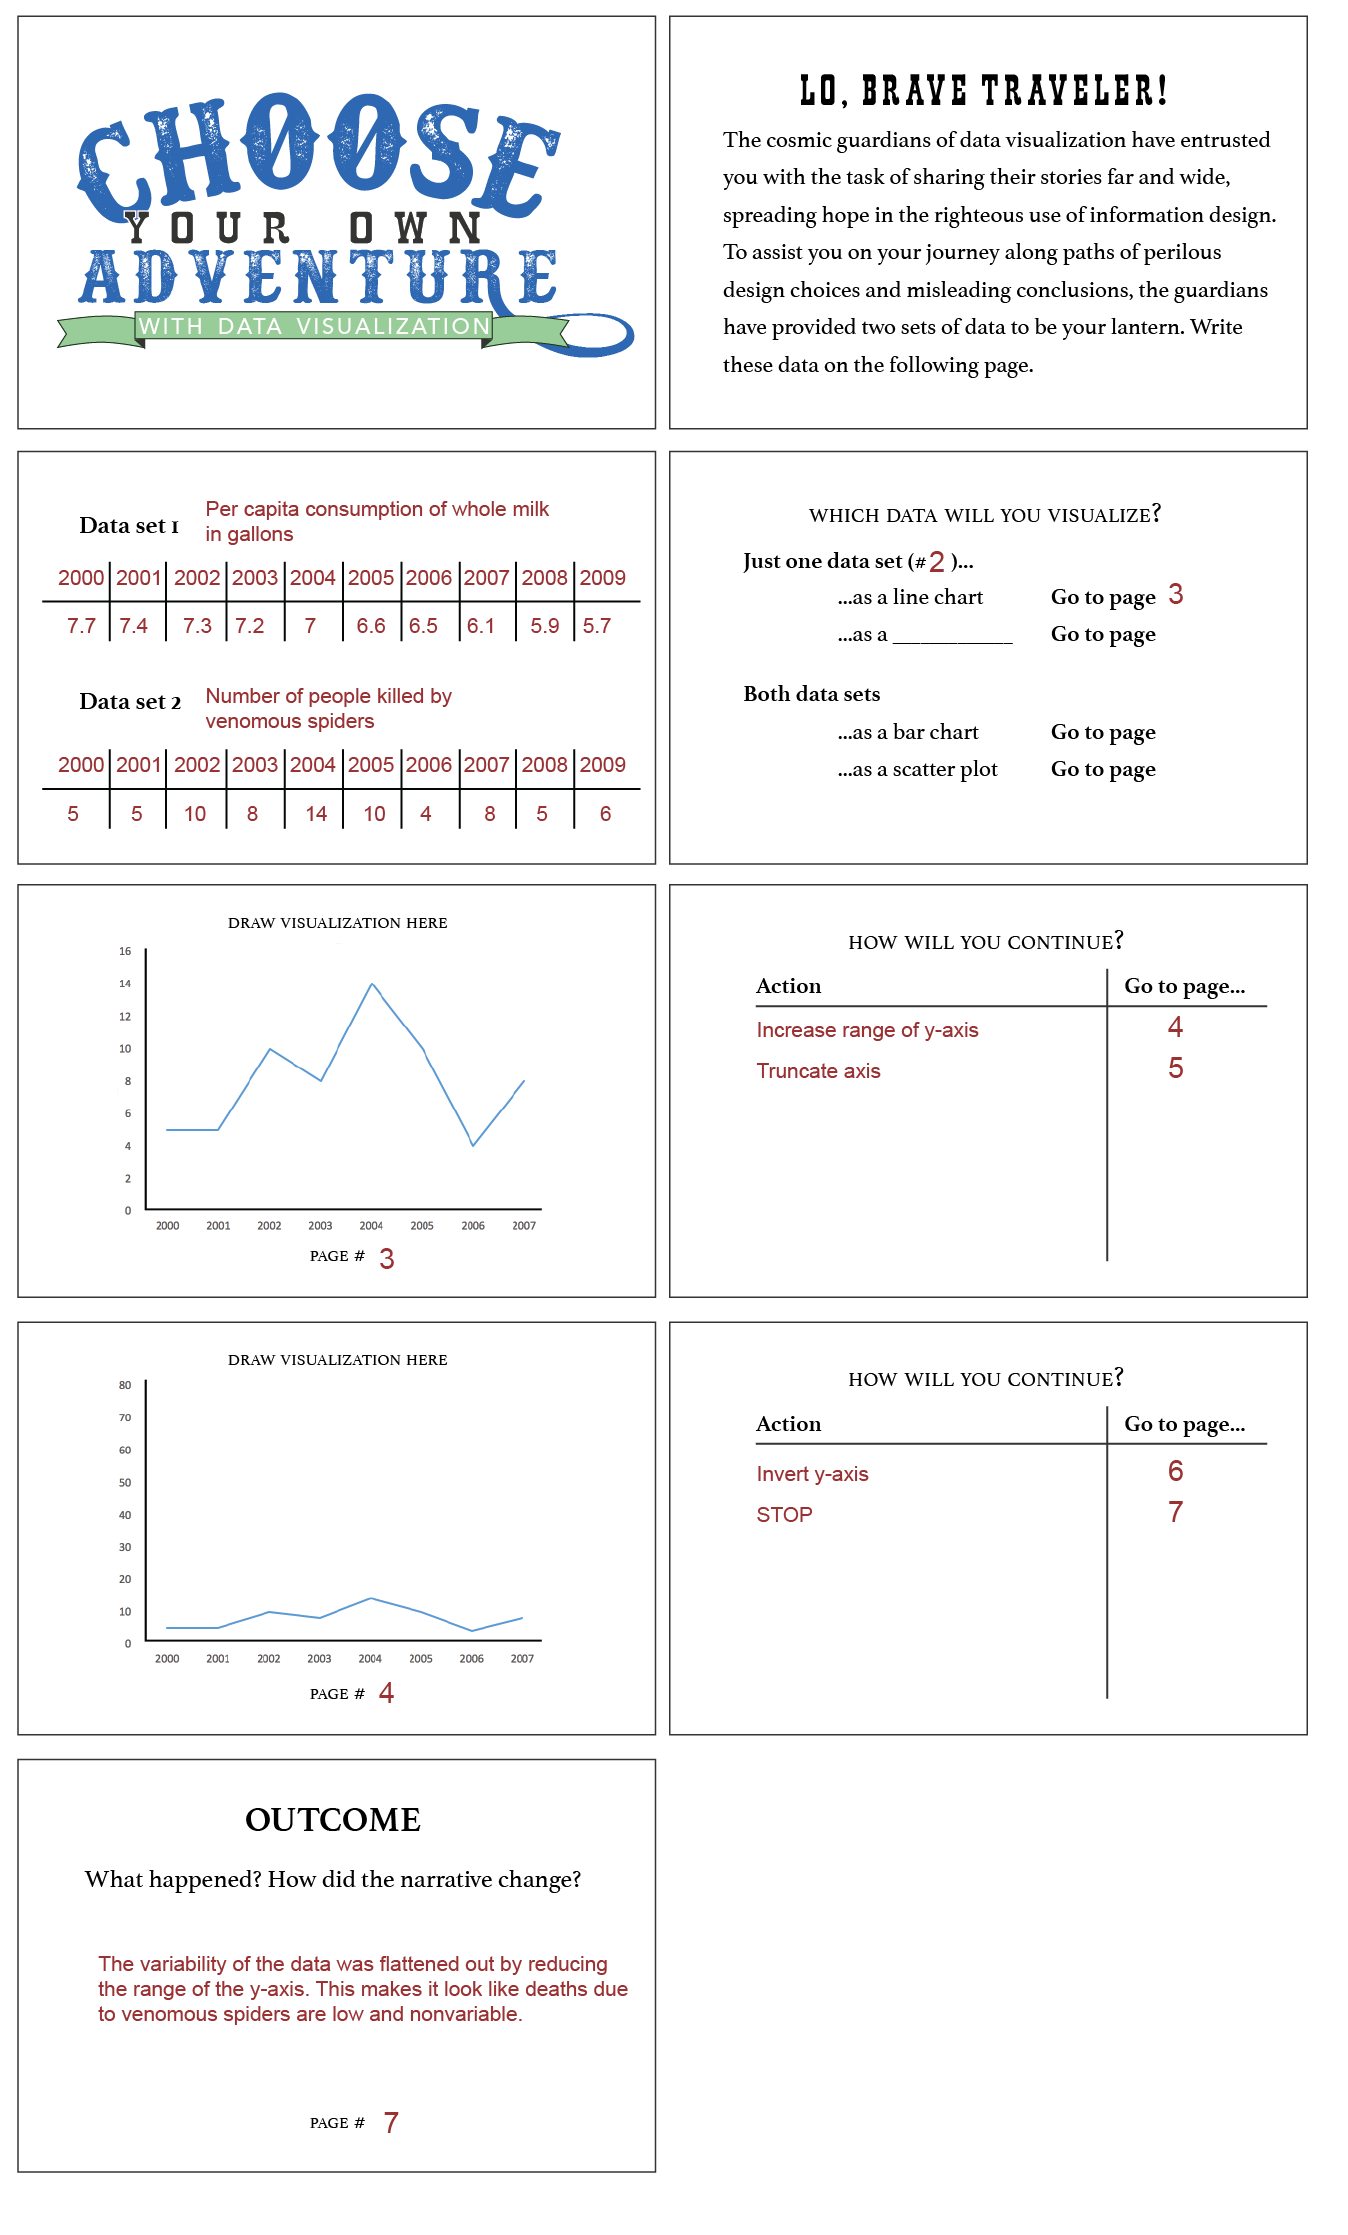 CHOOSE
YOUR OWN
ADVENTURE
WITH DATA VISUALIZATION
LO, BRAVE TRAVELER!
The cosmic guardians of data visualization have entrusted
you with the task of sharing their stories far and wide,
spreading hope in the righteous use of information design.
To assist you on your journey along paths of perilous
design choices and misleading conclusions, the guardians
have provided two sets of data to be your lantern. Write
these data on the following page.
Data set 1 Per capita consumption of whole milk
in gallons
2000 2001 2002 2003 2004 2005 2006 2007 2008 2009
7.7 7.4 7.3 7.2 7 6.6 6.5 6.1 5.9 5.7
Data set 2 Number of people killed by
venomous spiders
2000 2001 2002 2003 2004 2005 2006 2007 2008 2009
5 5 10 8 14 10 4 8 5 6
WHICH DATA WILL YOU VISUALIZE?
Just one data set (#2 )...
...as a line chart Go to page 3
...as a ___________ Go to page
Both data sets
...as a bar chart Go to page
...as a scatter plot Go to page
DRAW VISUALIZATION HERE
16
14
12
10
8
6
4
2
0
2000 2001 2002 2003 2004 2005 2006 2007
PAGE # 3
HOW WILL YOU CONTINUE?
Action Go to page...
Increase range of y-axis 4
Truncate axis 5
DRAW VISUALIZATION HERE
80
70
60
50
40
30
20
10
0
2000 2001 2002 2003 2004 2005 2006 2007
PAGE # 4
HOW WILL YOU CONTINUE?
Action Go to page...
Invert y-axis 6
STOP 7
OUTCOME
What happened? How did the narrative change?
The variability of the data was flattened out by reducing
the range of the y-axis. This makes it look like deaths due
to venomous spiders are low and nonvariable.
PAGE # 7